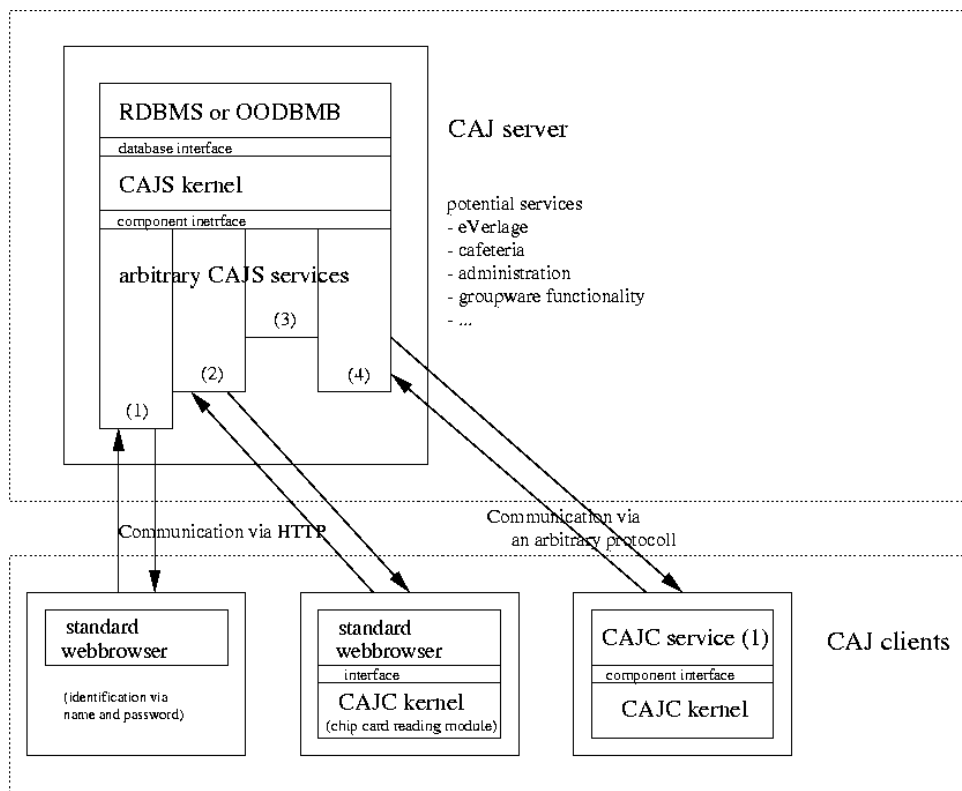 RDBMS or OODBMB
database interface
CAJS kernel
component inetrface
arbitrary CAJS services
(1)
(2)
(3)
(4)
CAJ server
potential services
- eVerlage
- cafeteria
- administration
- groupware functionality
- ...
Communication via HTTP
Communication via
an arbitrary protocoll
standard
webbrowser
(identification via
name and password)
standard
webbrowser
interface
CAJC kernel
(chip card reading module)
CAJC service (1)
component interface
CAJC kernel
CAJ clients